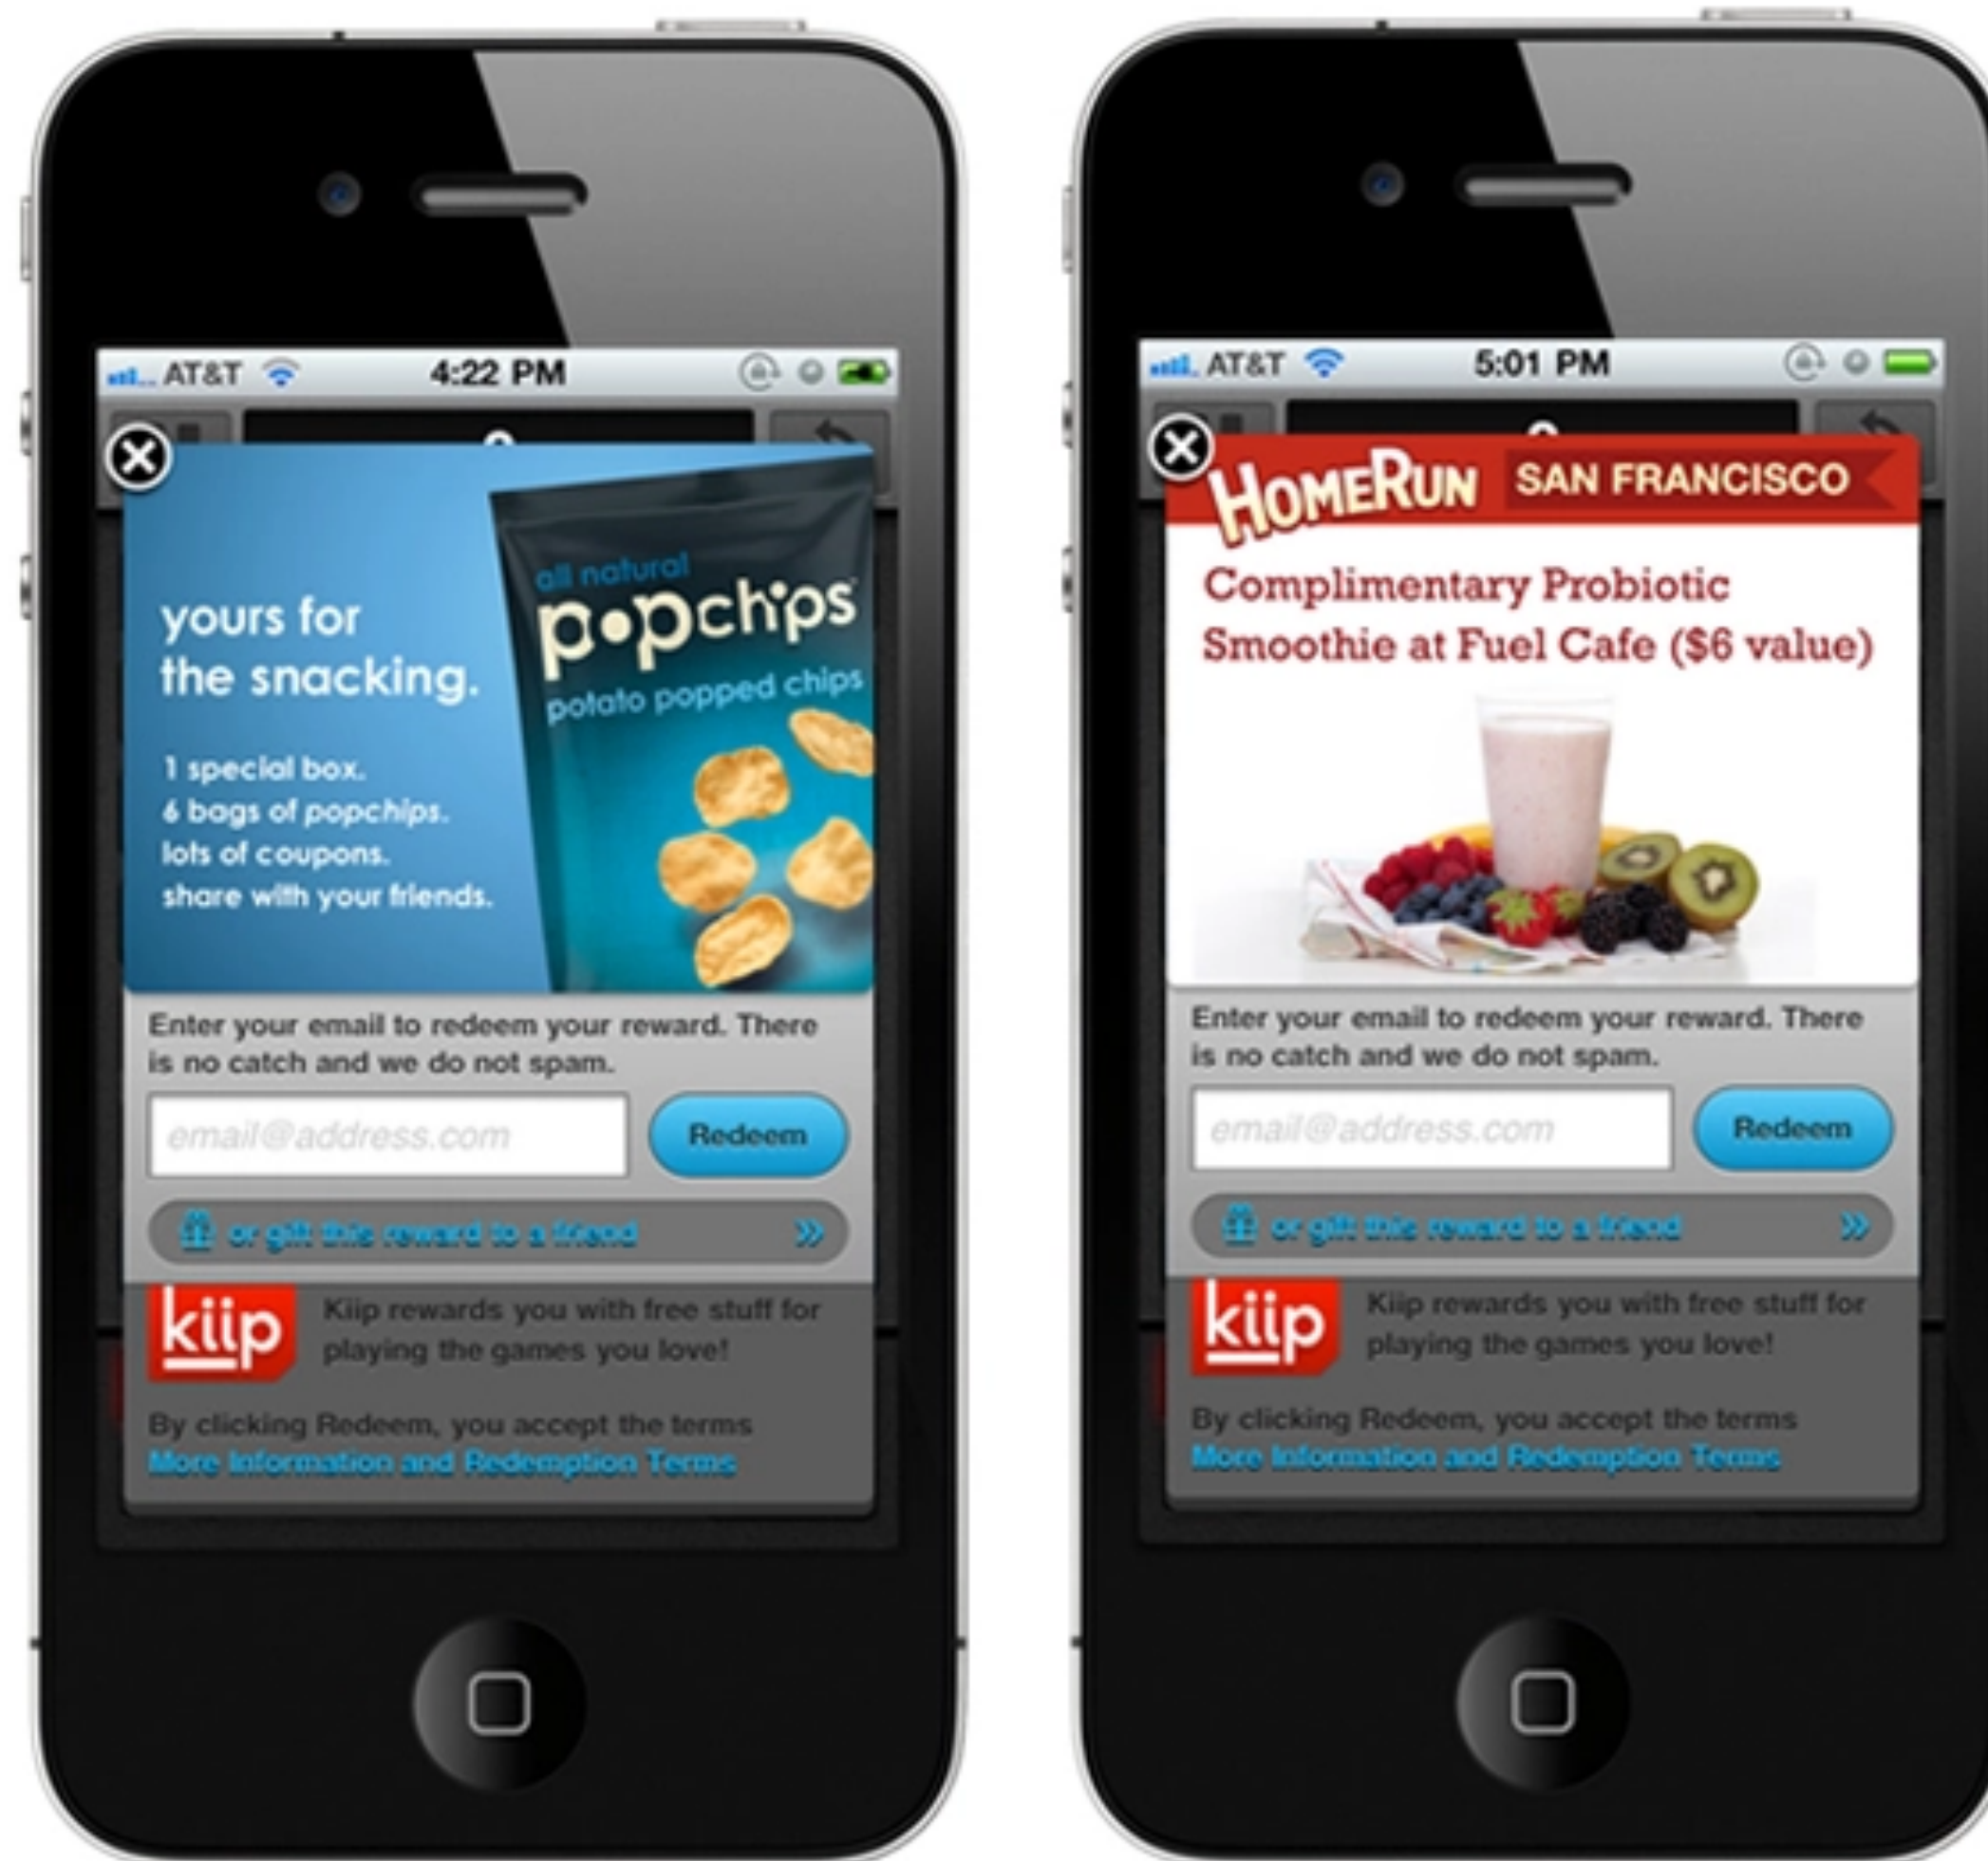 AT&T 4:22 PM
yours for
the snacking.
1 special box.
6 bags of popchips.
lots of coupons.
share with your friends.
all natural
popchips
potato popped chips
Enter your email to redeem your reward. There
is no catch and we do not spam.
email@address.com
Redeem
or gift this reward to a friend
kiip
Kiip rewards you with free stuff for
playing the games you love!
By clicking Redeem, you accept the terms
More Information and Redemption Terms
AT&T 5:01 PM
HOMERUN SAN FRANCISCO
Complimentary Probiotic
Smoothie at Fuel Cafe ($6 value)
Enter your email to redeem your reward. There
is no catch and we do not spam.
email@address.com
Redeem
or gift this reward to a friend
kiip
Kiip rewards you with free stuff for
playing the games you love!
By clicking Redeem, you accept the terms
More Information and Redemption Terms